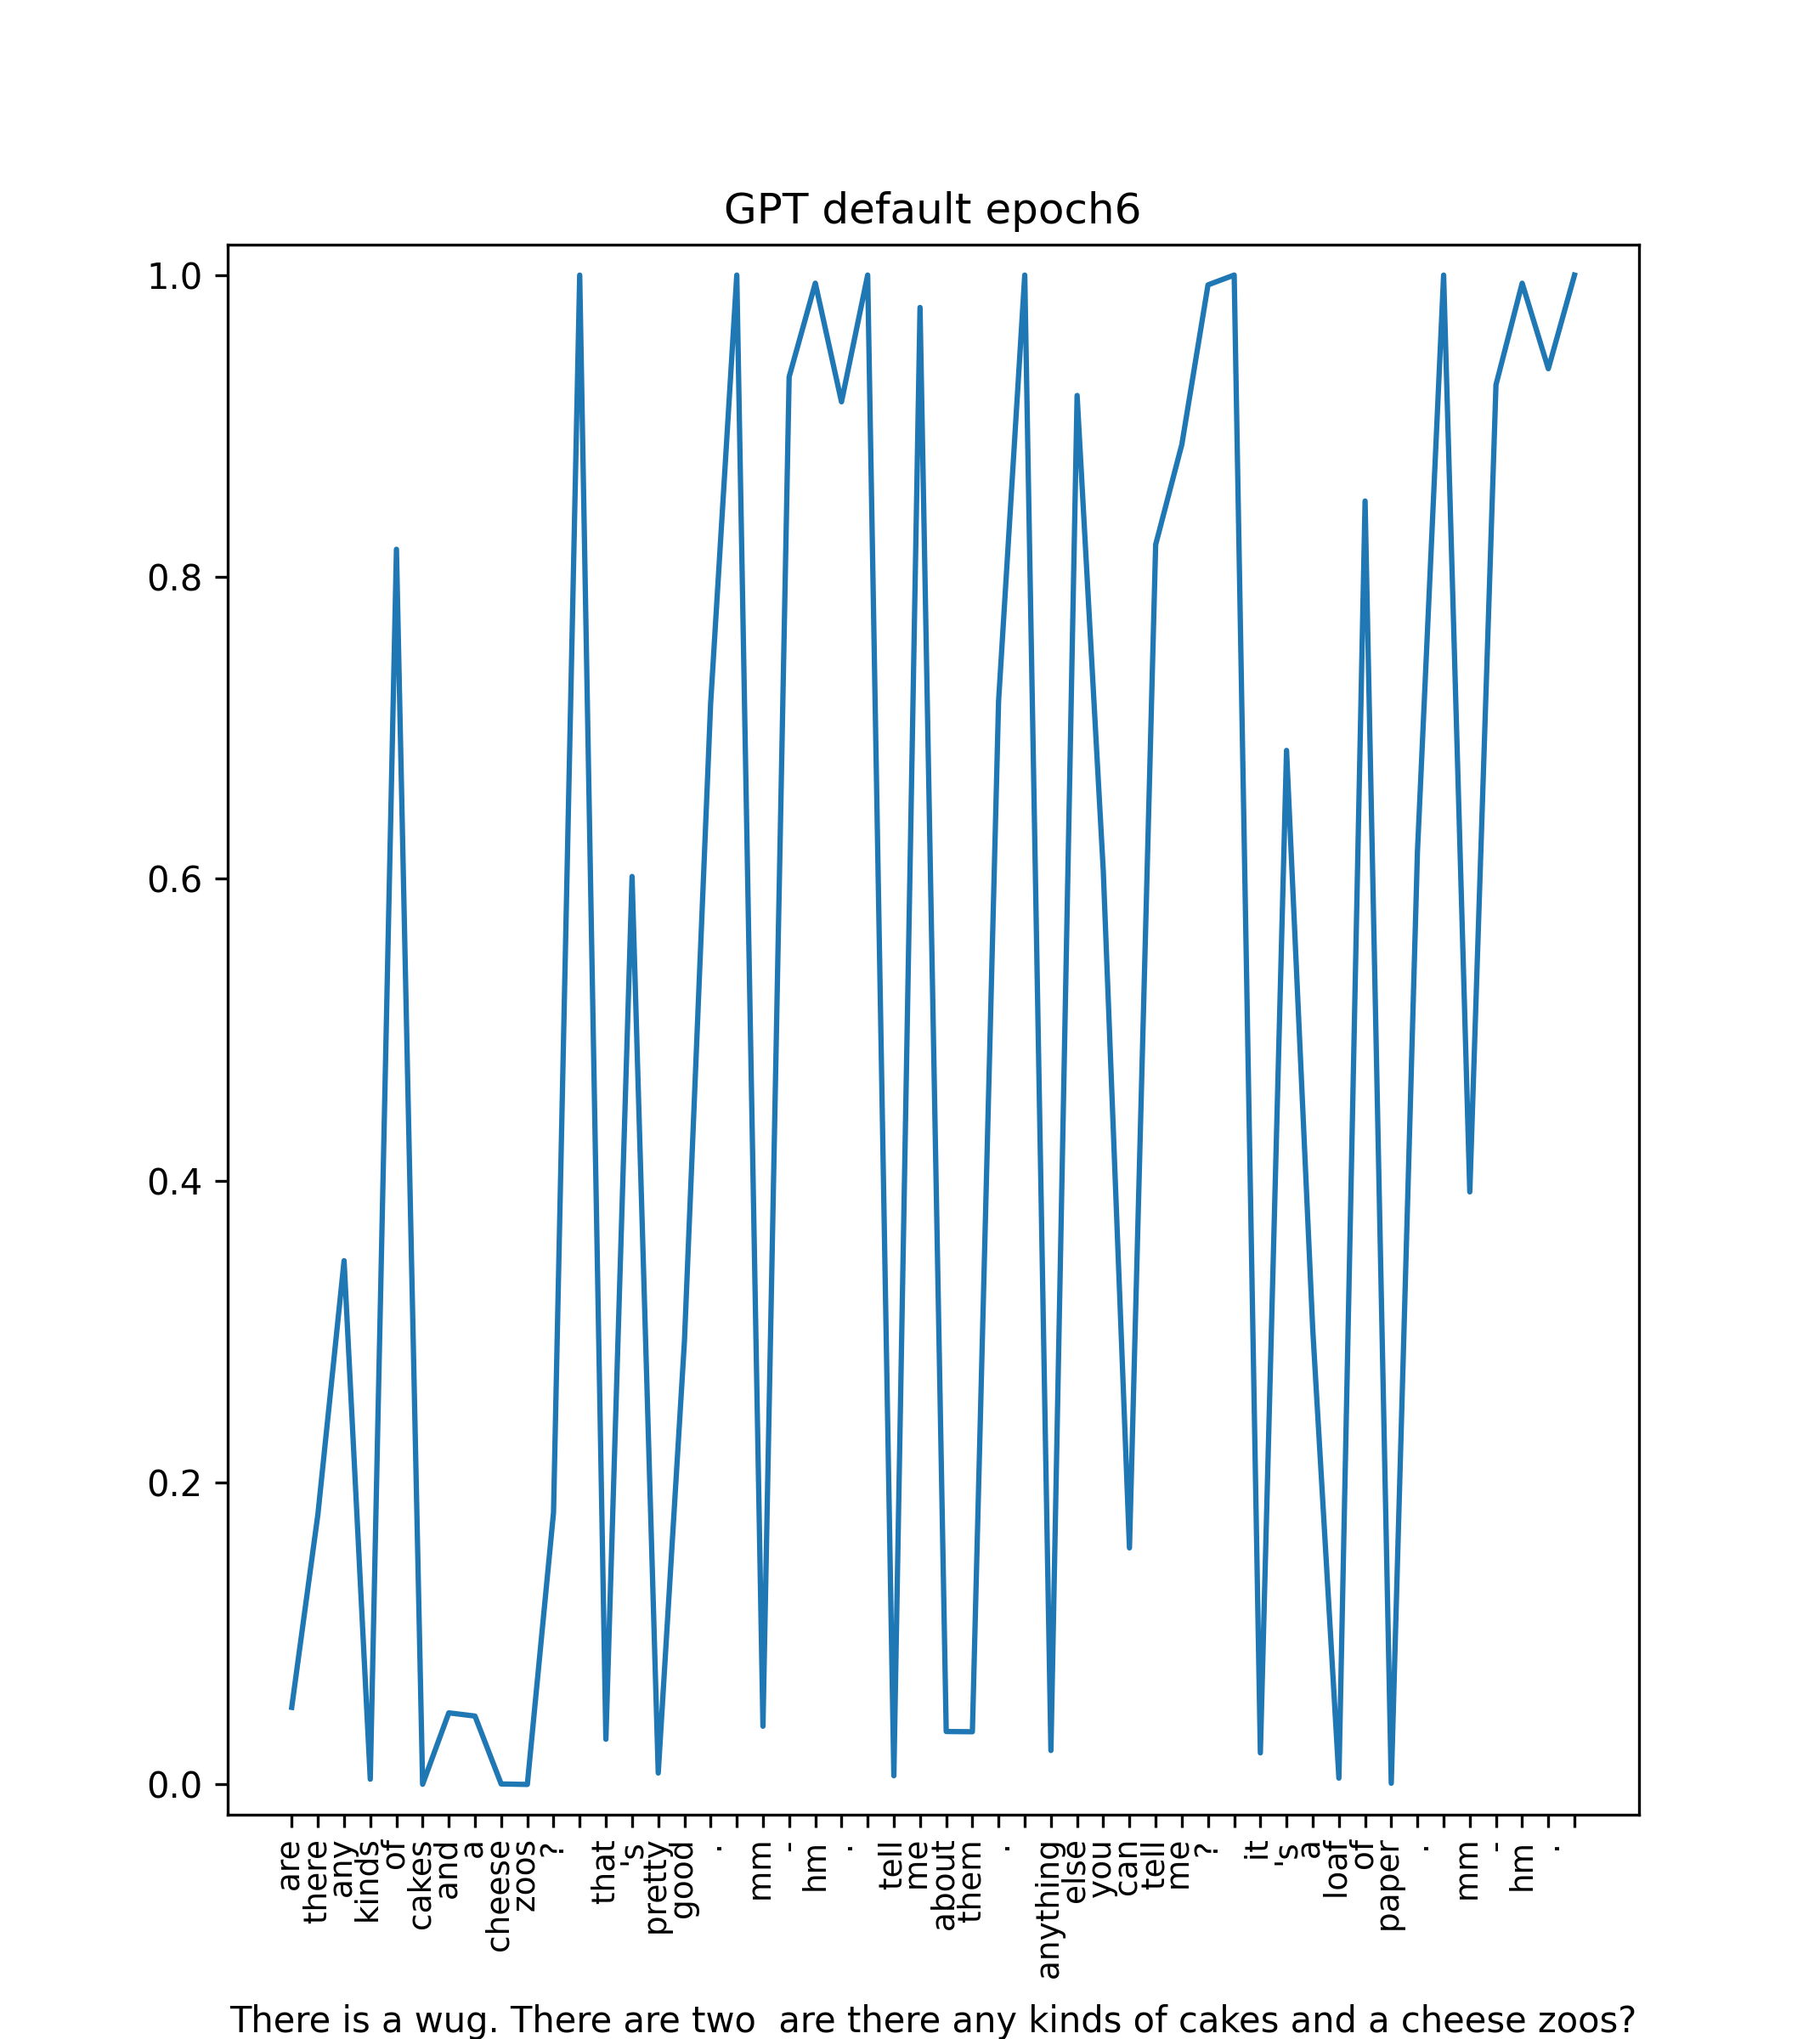 GPT default epoch6
1.0
0.8
0.6
0.4
0.2
0.0
are
there
any
kinds
of
cakes
and
a
cheese
zoos
?
that
's
pretty
good
.
mm
-
hm
.
tell
me
about
them
.
anything
else
you
can
tell
me
?
it
's
a
loaf
of
paper
.
mm
-
hm
.
There is a wug. There are two  are there any kinds of cakes and a cheese zoos?